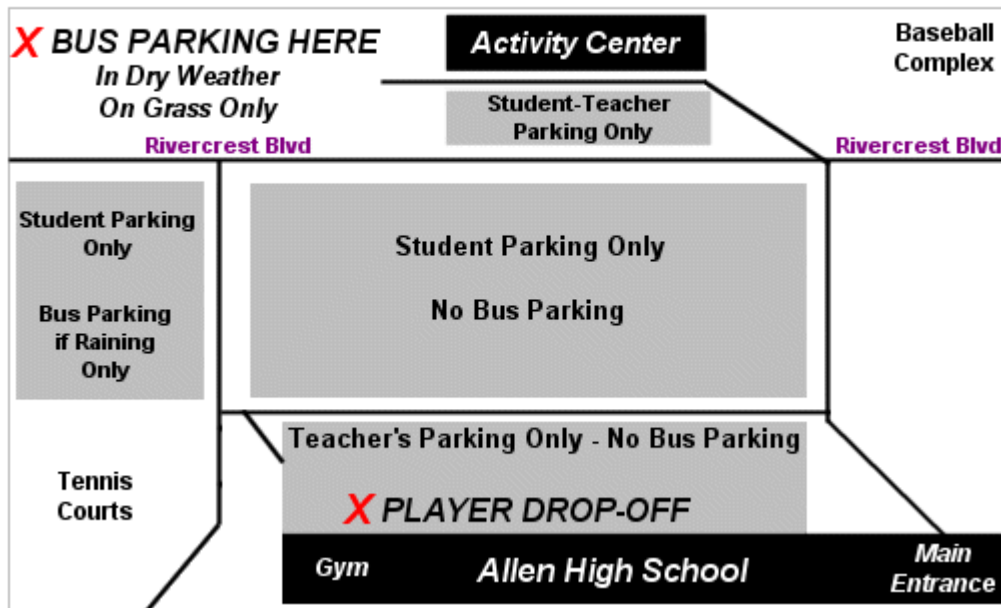 X BUS PARKING HERE
In Dry Weather
On Grass Only
Activity Center
Baseball
Complex
Student-Teacher
Parking Only
Rivercrest Blvd
Rivercrest Blvd
Student Parking
Only
Bus Parking
if Raining
Only
Student Parking Only
No Bus Parking
Teacher's Parking Only - No Bus Parking
Tennis
Courts
X PLAYER DROP-OFF
Gym
Allen High School
Main
Entrance